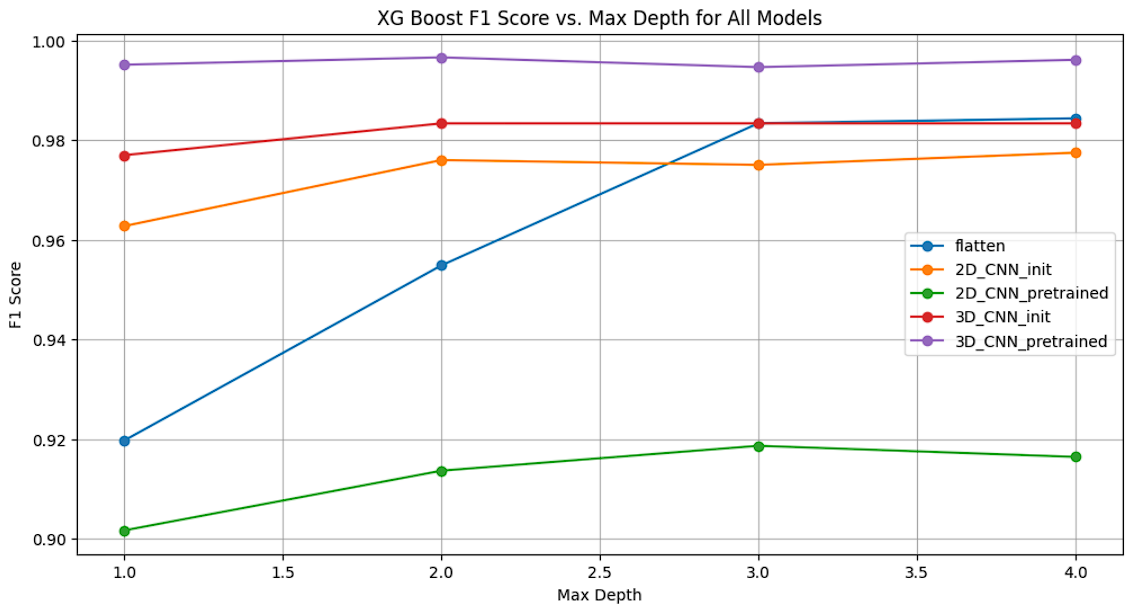 XG Boost F1 Score vs. Max Depth for All Models
F1 Score
1.00
0.98
0.96
0.94
0.92
0.90
flatten
2D_CNN_init
2D_CNN_pretrained
3D_CNN_init
3D_CNN_pretrained
1.0 1.5 2.0 2.5 3.0 3.5 4.0
Max Depth